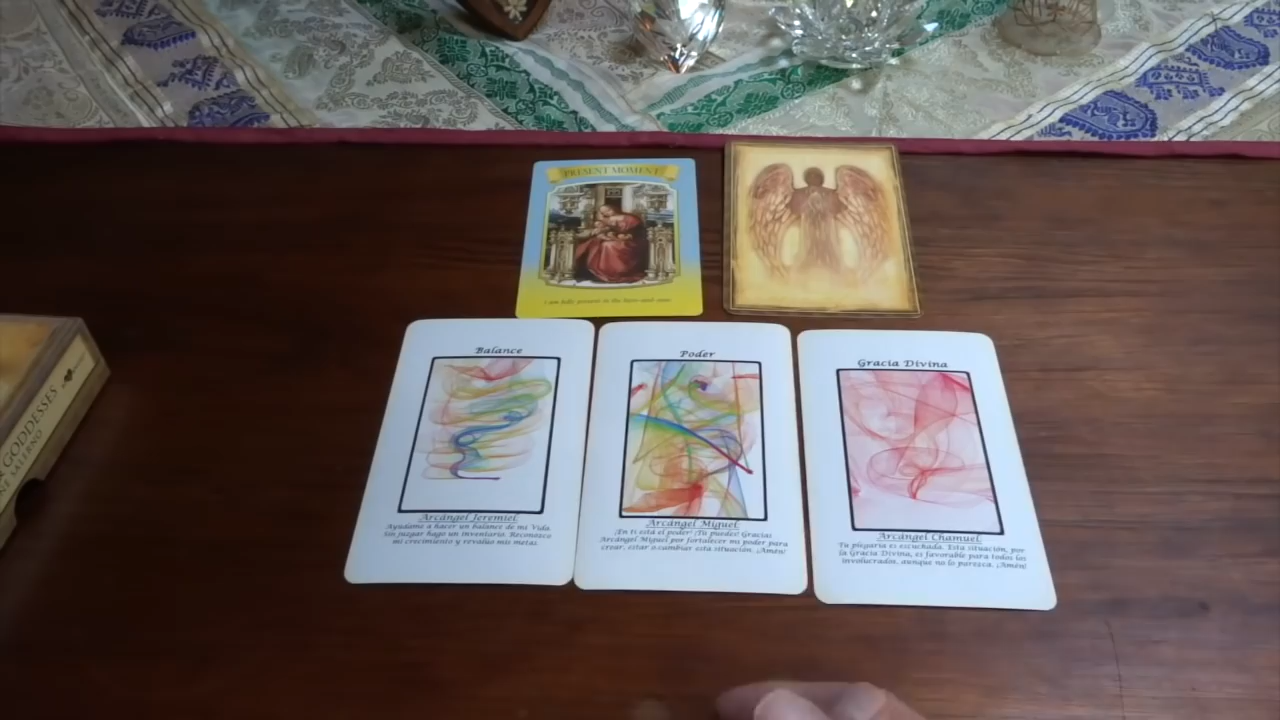 PRESENT MOMENT
I am fully present in the here-and-now.
Balance
Arcángel Jeremiel.
Ayúdame a hacer un balance de mi Vida.
Sin juzgar hago un inventario. Reconozco
mi crecimiento y revalúo mis metas.
Poder
Arcángel Miguel.
¡En ti está el poder! ¡Tu puedes! Gracias
Arcángel Miguel por fortalecer mi poder para
crear, estar o cambiar esta situación. ¡Amén!
Gracia Divina
Arcángel Chamuel.
Tu plegaria es escuchada. Esta situación, por
la Gracia Divina, es favorable para todos los
involucrados, aunque no lo parezca. ¡Amén!
GODDESSES